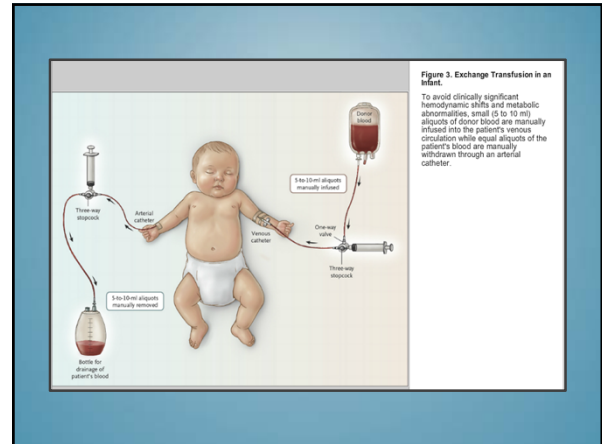 Figure 3. Exchange Transfusion in an
Infant.
To avoid clinically significant
hemodynamic shifts and metabolic
abnormalities, small (5 to 10 ml)
aliquots of donor blood are manually
infused into the patient's venous
circulation while equal aliquots of the
patient's blood are manually
withdrawn through an arterial
catheter.
Donor
blood
5-to-10-ml aliquots
manually infused
Three-way
stopcock
Arterial
catheter
Venous
catheter
One-way
valve
Three-way
stopcock
5-to-10-ml aliquots
manually removed
Bottle for
drainage of
patient's blood